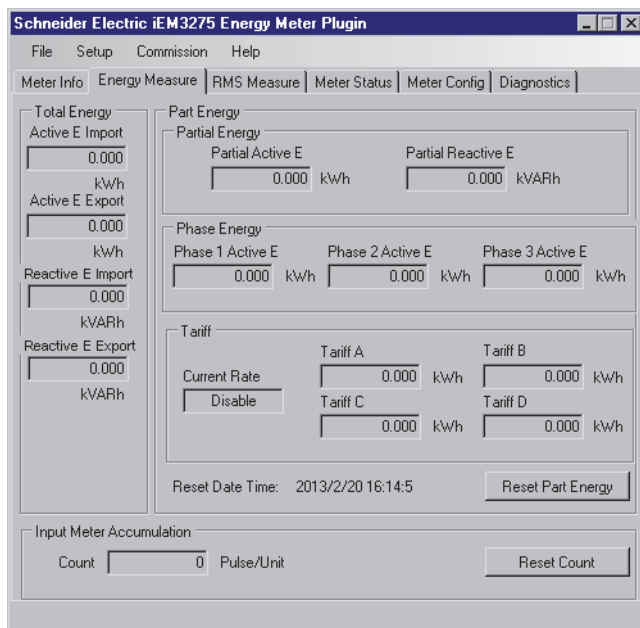 Schneider Electric iEM3275 Energy Meter Plugin
File Setup Commission Help
Meter Info Energy Measure RMS Measure Meter Status Meter Config Diagnostics
Total Energy
Active E Import
0.000
kWh
Active E Export
0.000
kWh
Reactive E Import
0.000
kVARh
Reactive E Export
0.000
kVARh
Part Energy
Partial Energy
Partial Active E Partial Reactive E
0.000 kWh 0.000 kVARh
Phase Energy
Phase 1 Active E Phase 2 Active E Phase 3 Active E
0.000 kWh 0.000 kWh 0.000 kWh
Tariff
Current Rate
Disable
Tariff A Tariff B
0.000 kWh 0.000 kWh
Tariff C Tariff D
0.000 kWh 0.000 kWh
Reset Date Time: 2013/2/20 16:14:5 Reset Part Energy
Input Meter Accumulation
Count 0 Pulse/Unit Reset Count